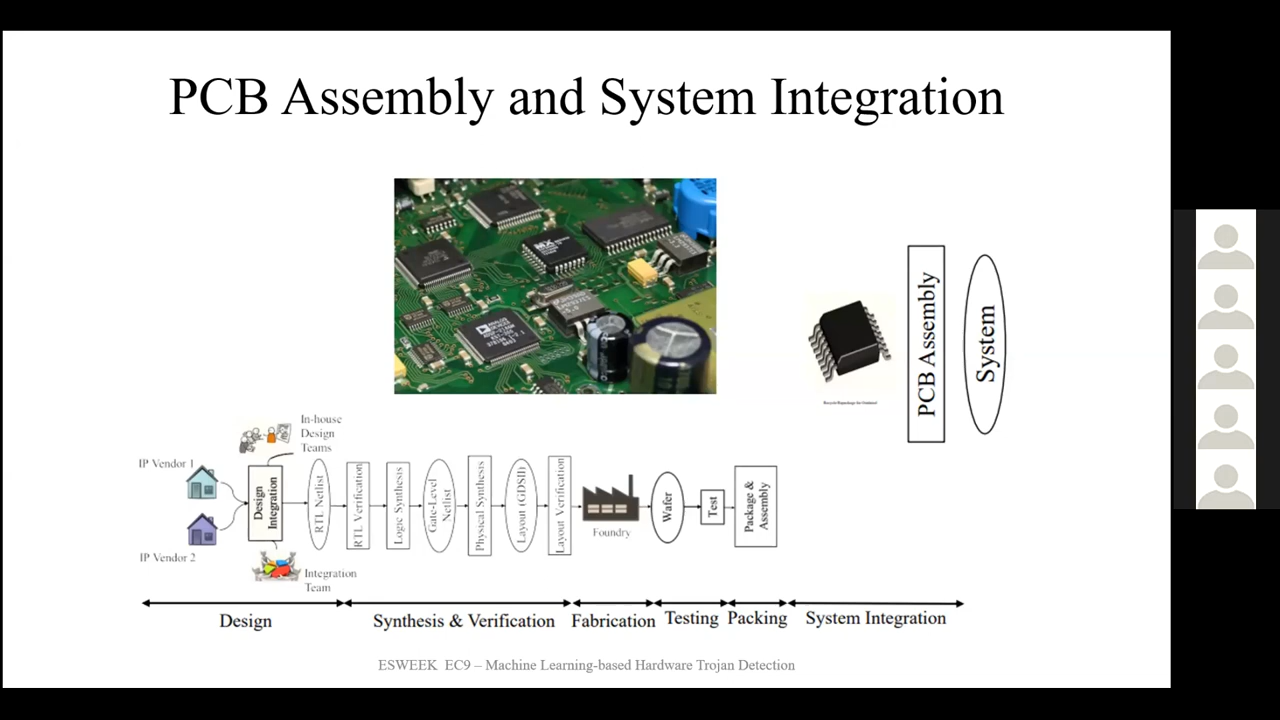 PCB Assembly and System Integration
PCB Assembly
System
In-house
Design
Teams
IP Vendor 1
IP Vendor 2
Design
Integration
Integration
Team
RTL Netlist
RTL Verification
Logic Synthesis
Gate-Level
Netlist
Physical Synthesis
Layout (GDSII)
Layout Verification
Foundry
Wafer
Test
Package &
Assembly
Design
Synthesis & Verification
Fabrication
Testing
Packing
System Integration
ESWEEK EC9 – Machine Learning-based Hardware Trojan Detection